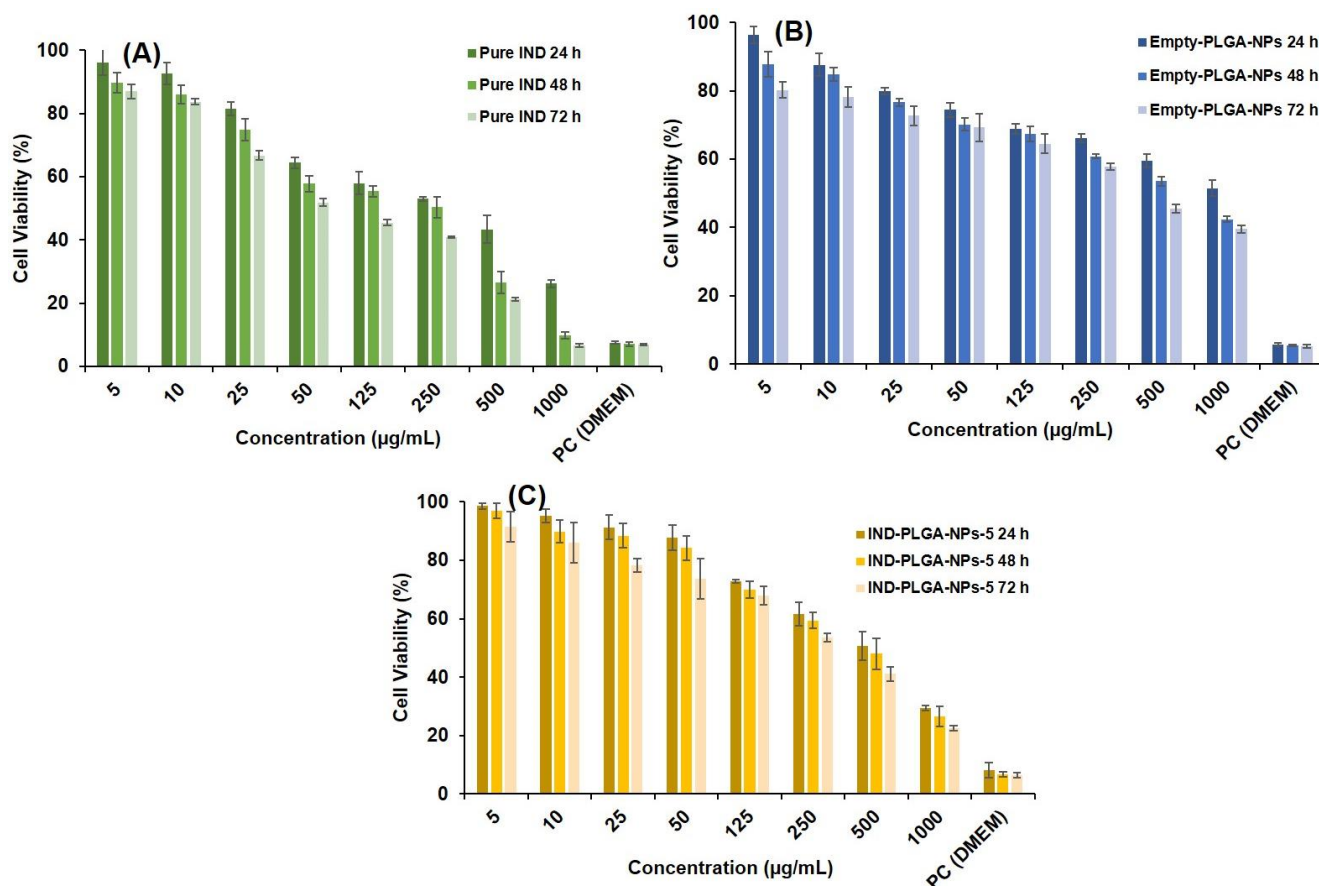 (A)
Pure IND 24 h
Pure IND 48 h
Pure IND 72 h
Cell Viability (%)
100
80
60
40
20
0
5
10
25
50
125
250
500
1000
PC (DMEM)
Concentration (µg/mL)
(B)
Empty-PLGA-NPs 24 h
Empty-PLGA-NPs 48 h
Empty-PLGA-NPs 72 h
Cell Viability (%)
100
80
60
40
20
0
5
10
25
50
125
250
500
1000
PC (DMEM)
Concentration (µg/mL)
(C)
IND-PLGA-NPs-5 24 h
IND-PLGA-NPs-5 48 h
IND-PLGA-NPs-5 72 h
Cell Viability (%)
100
80
60
40
20
0
5
10
25
50
125
250
500
1000
PC (DMEM)
Concentration (µg/mL)